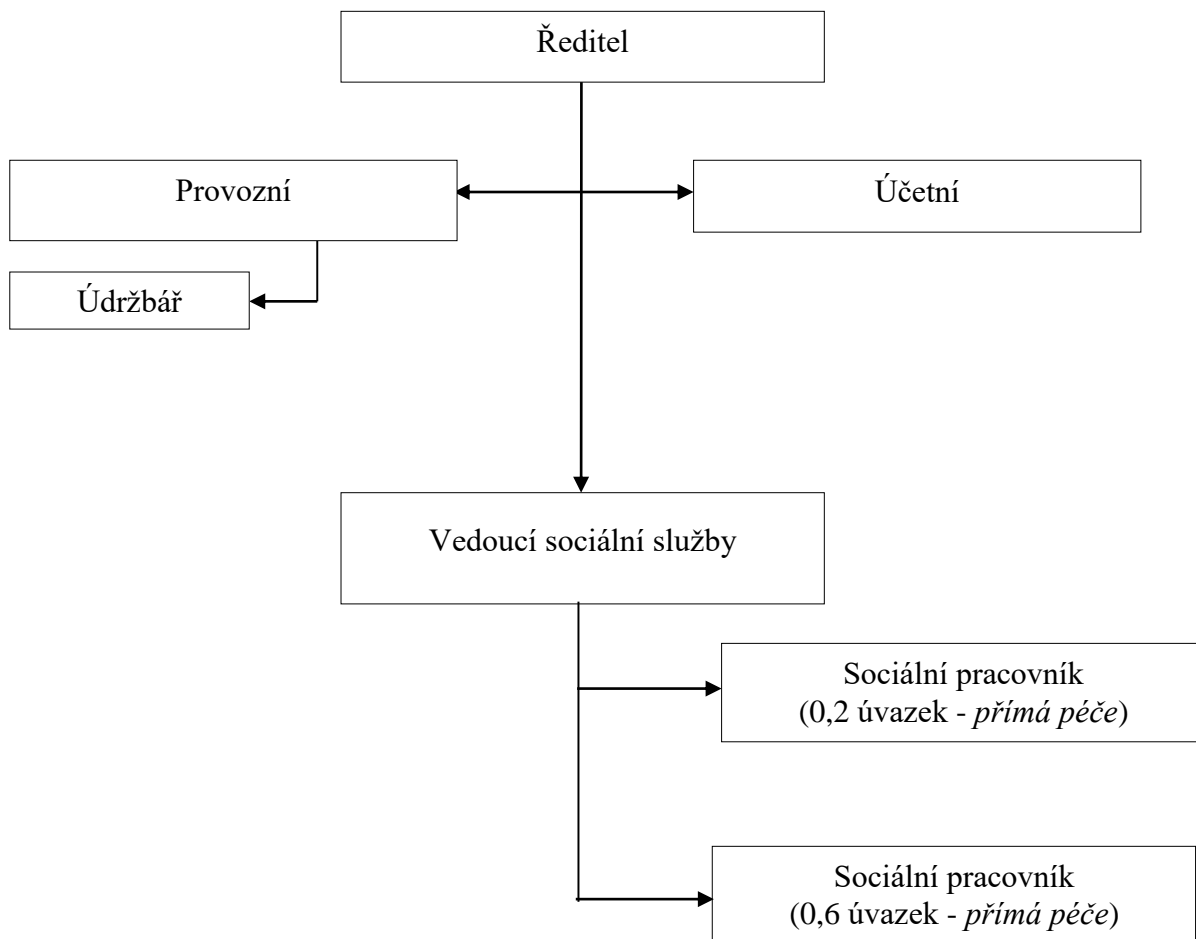 Ředitel
Provozní
Účetní
Údržbář
Vedoucí sociální služby
Sociální pracovník
(0,2 úvazek - přímá péče)
Sociální pracovník
(0,6 úvazek - přímá péče)